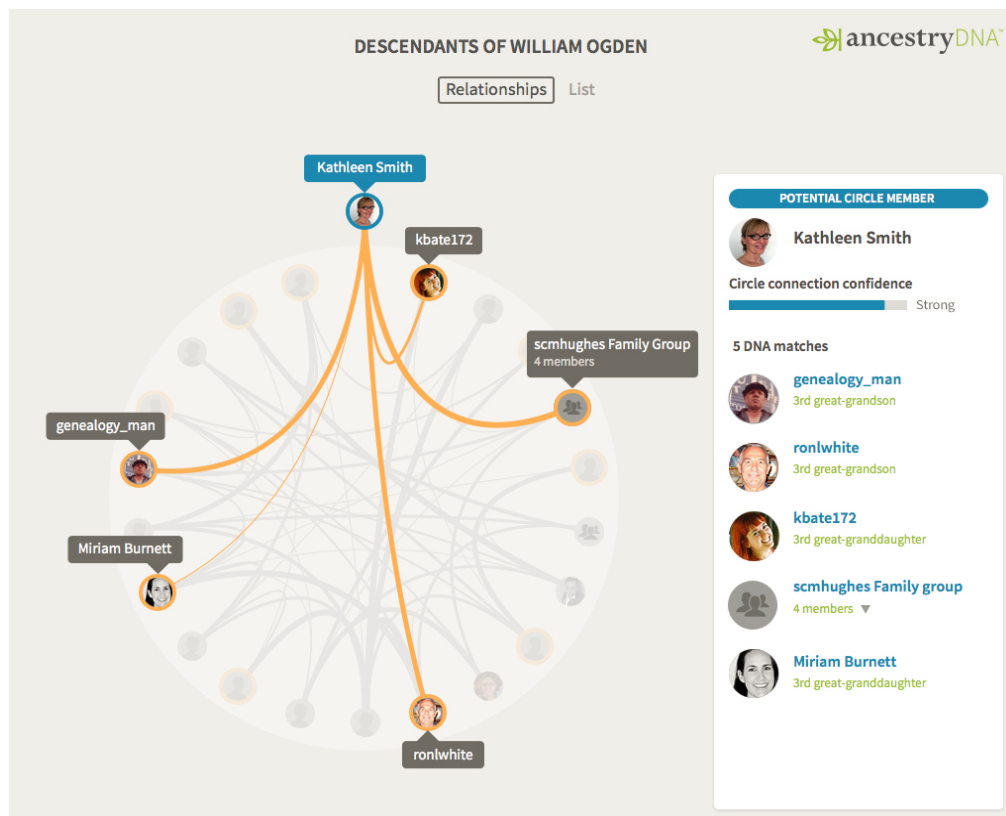 DESCENDANTS OF WILLIAM OGDEN
ancestryDNA™
Relationships List
Kathleen Smith
kbate172
scmhughes Family Group
4 members
genealogy_man
Miriam Burnett
ronlwhite
POTENTIAL CIRCLE MEMBER
Kathleen Smith
Circle connection confidence
Strong
5 DNA matches
genealogy_man
3rd great-grandson
ronlwhite
3rd great-grandson
kbate172
3rd great-granddaughter
scmhughes Family group
4 members
Miriam Burnett
3rd great-granddaughter